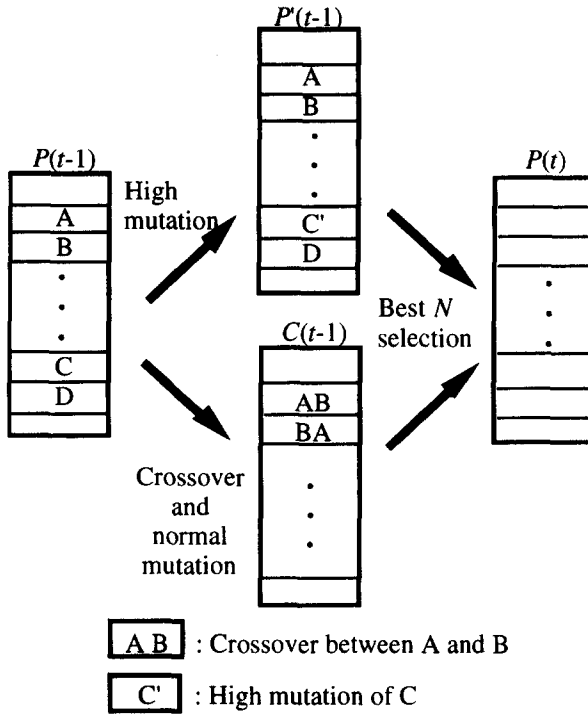 P'(t-1)
A
B
C'
D
P(t-1)
A
B
C
D
High
mutation
P(t)
Best N
selection
C(t-1)
AB
BA
Crossover
and
normal
mutation
A B : Crossover between A and B
C' : High mutation of C